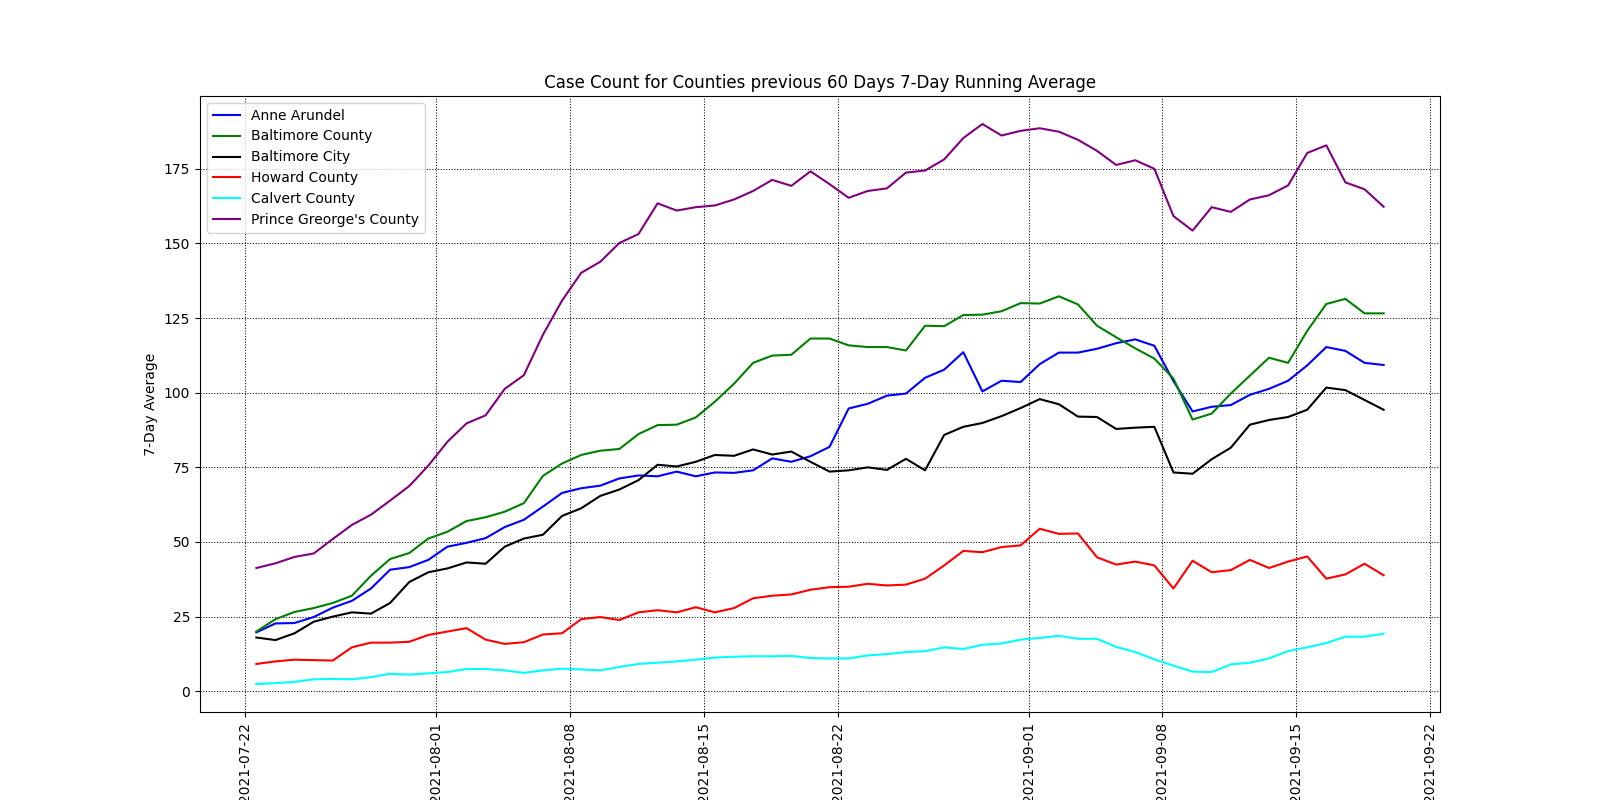 Case Count for Counties previous 60 Days 7-Day Running Average
Anne Arundel
Baltimore County
Baltimore City
Howard County
Calvert County
Prince Greorge's County
7-Day Average
175
150
125
100
75
50
25
0
2021-07-22
2021-08-01
2021-08-08
2021-08-15
2021-08-22
2021-09-01
2021-09-08
2021-09-15
2021-09-22